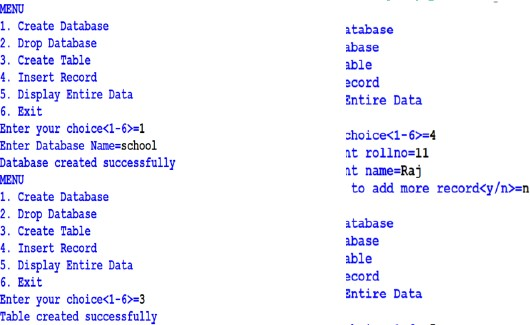 MENU
1. Create Database
2. Drop Database
3. Create Table
4. Insert Record
5. Display Entire Data
6. Exit
Enter your choice<1-6>=1
Enter Database Name=school
Database created successfully
MENU
1. Create Database
2. Drop Database
3. Create Table
4. Insert Record
5. Display Entire Data
6. Exit
Enter your choice<1-6>=3
Table created successfully
atabase
abase
able
ecord
Entire Data
choice<1-6>=4
nt rollno=11
nt name=Raj
to add more record<y/n>=n
atabase
abase
able
ecord
Entire Data